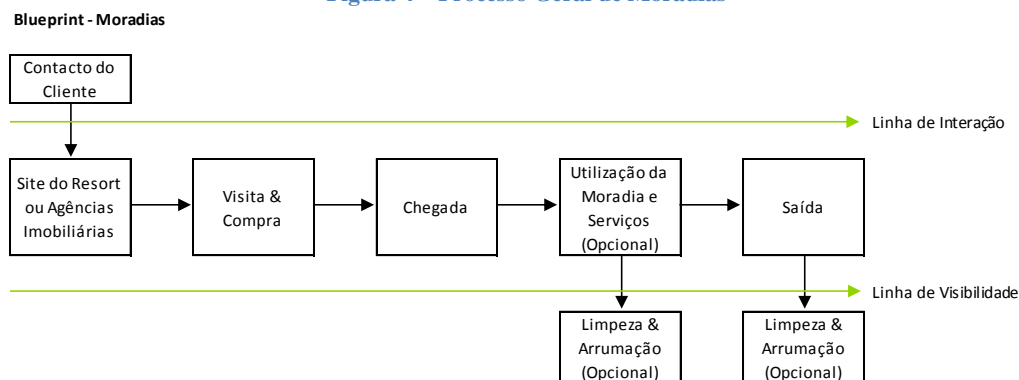 Blueprint - Moradias
Contacto do
Cliente
Linha de Interação
Site do Resort
ou Agências
Imobiliárias
Visita &
Compra
Chegada
Utilização da
Moradia e
Serviços
(Opcional)
Saída
Linha de Visibilidade
Limpeza &
Arrumação
(Opcional)
Limpeza &
Arrumação
(Opcional)